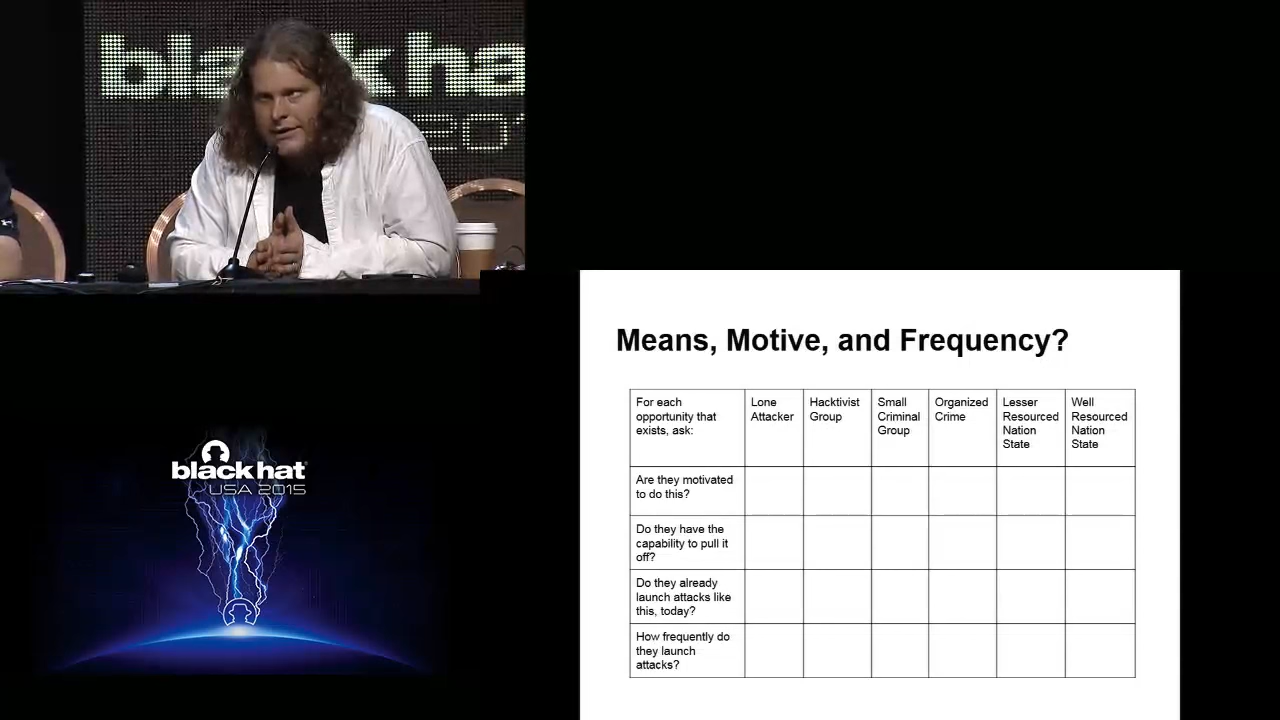 black ha
201
black hat
USA 2015
Means, Motive, and Frequency?
For each
opportunity that
exists, ask:
Lone
Attacker
Hacktivist
Group
Small
Criminal
Group
Organized
Crime
Lesser
Resourced
Nation
State
Well
Resourced
Nation
State
Are they motivated
to do this?
Do they have the
capability to pull it
off?
Do they already
launch attacks like
this, today?
How frequently do
they launch
attacks?